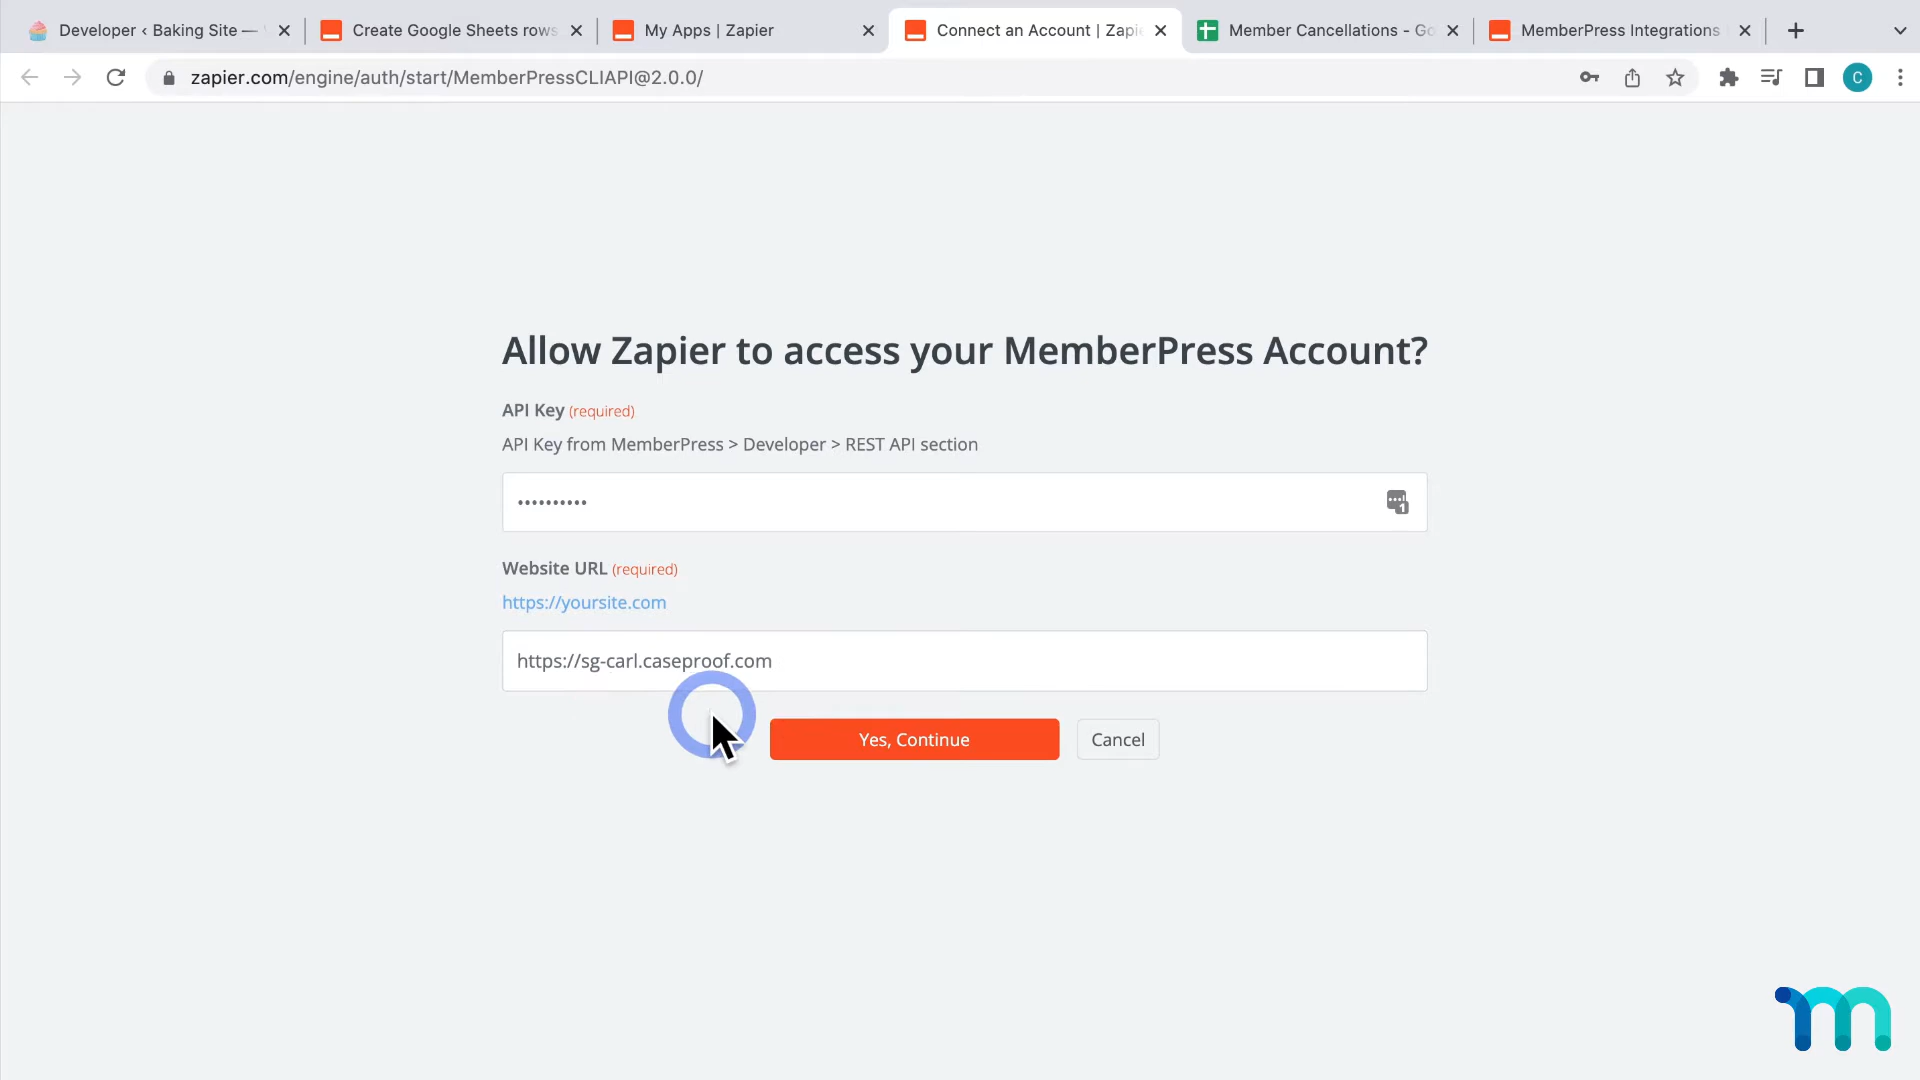 Developer ‹ Baking Site —
Create Google Sheets rows
My Apps | Zapier
Connect an Account | Zapie
Member Cancellations - Go
MemberPress Integrations
zapier.com/engine/auth/start/MemberPressCLIAPI@2.0.0/
C
Allow Zapier to access your MemberPress Account?
API Key (required)
API Key from MemberPress > Developer > REST API section
••••••••••
1
Website URL (required)
https://yoursite.com
https://sg-carl.caseproof.com
Yes, Continue
Cancel
m